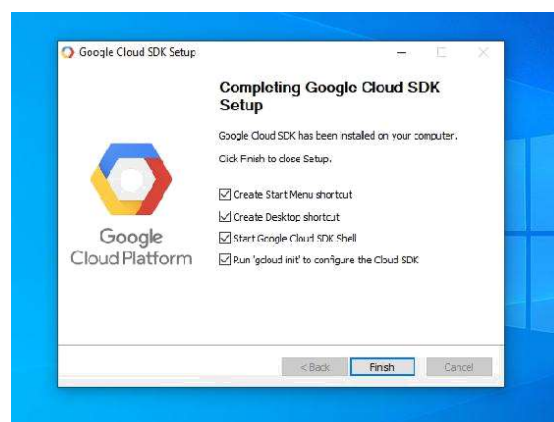 Google Cloud SDK Setup
Completing Google Cloud SDK
Setup
Google Cloud SDK has been installed on your computer.
Click Finish to close Setup.
Create Start Menu shortcut
Create Desktop shortcut
Start Google Cloud SDK Shell
Run 'gcloud init' to configure the Cloud SDK
Google
Cloud Platform
< Back
Finish
Cancel